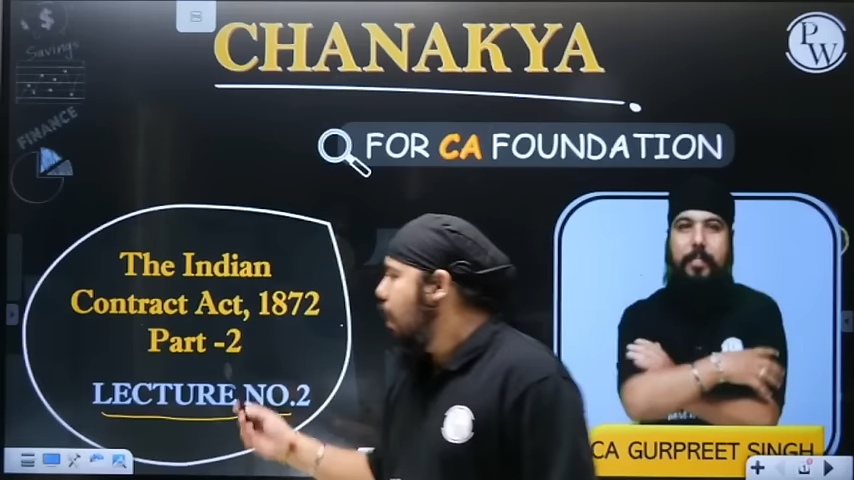 CHANAKYA
P
W
Savings
FINANCE
FOR CA FOUNDATION
The Indian
Contract Act, 1872
Part -2
LECTURE NO.2
CA GURPREET SINGH